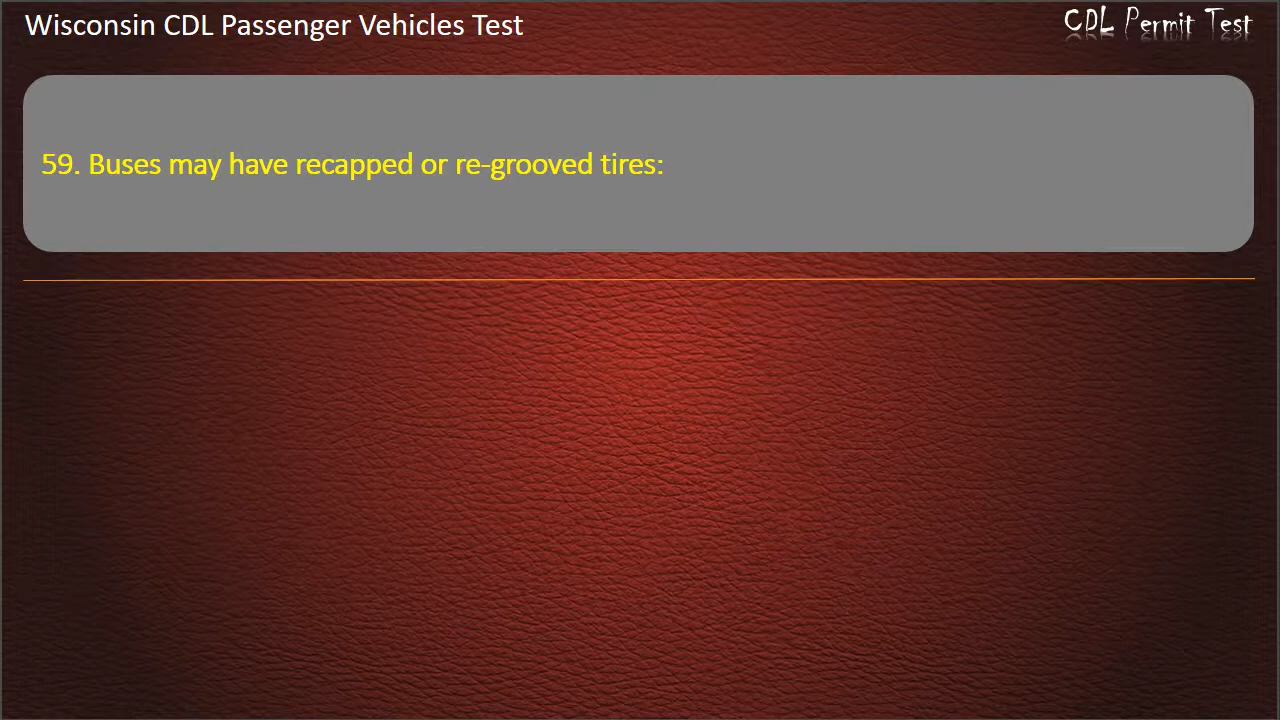 Wisconsin CDL Passenger Vehicles Test
CDL Permit Test
59. Buses may have recapped or re-grooved tires: